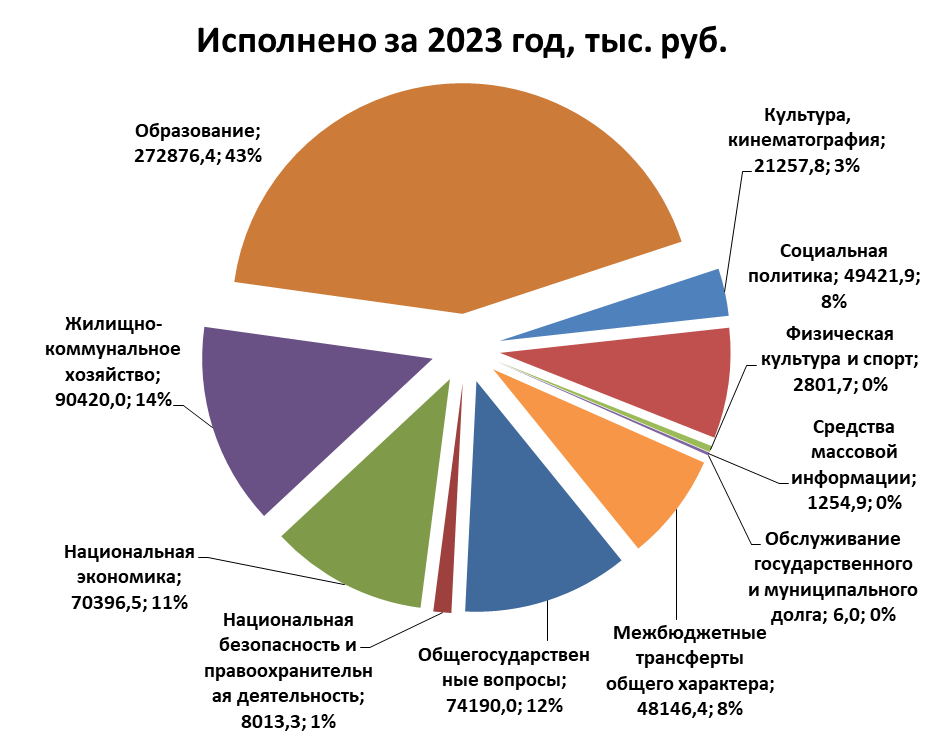 Исполнено за 2023 год, тыс. руб.
Образование;
272876,4; 43%
Культура,
кинематография;
21257,8; 3%
Социальная
политика; 49421,9;
8%
Физическая
культура и спорт;
2801,7; 0%
Средства
массовой
информации;
1254,9; 0%
Обслуживание
государственного
и муниципального
долга; 6,0; 0%
Межбюджетные
трансферты
общего характера;
48146,4; 8%
Общегосударствен
ные вопросы;
74190,0; 12%
Национальная
безопасность и
правоохранительн
ая деятельность;
8013,3; 1%
Национальная
экономика;
70396,5; 11%
Жилищно-
коммунальное
хозяйство;
90420,0; 14%